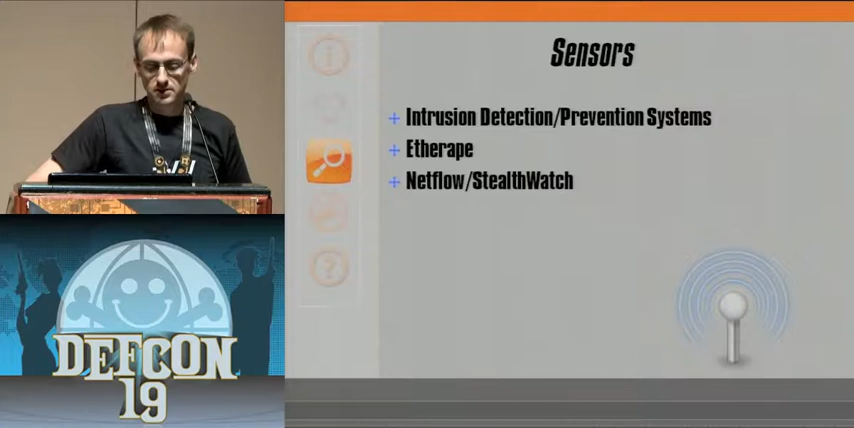 Sensors
+ Intrusion Detection/Prevention Systems
+ Etherape
+ Netflow/StealthWatch
DEFCON
19